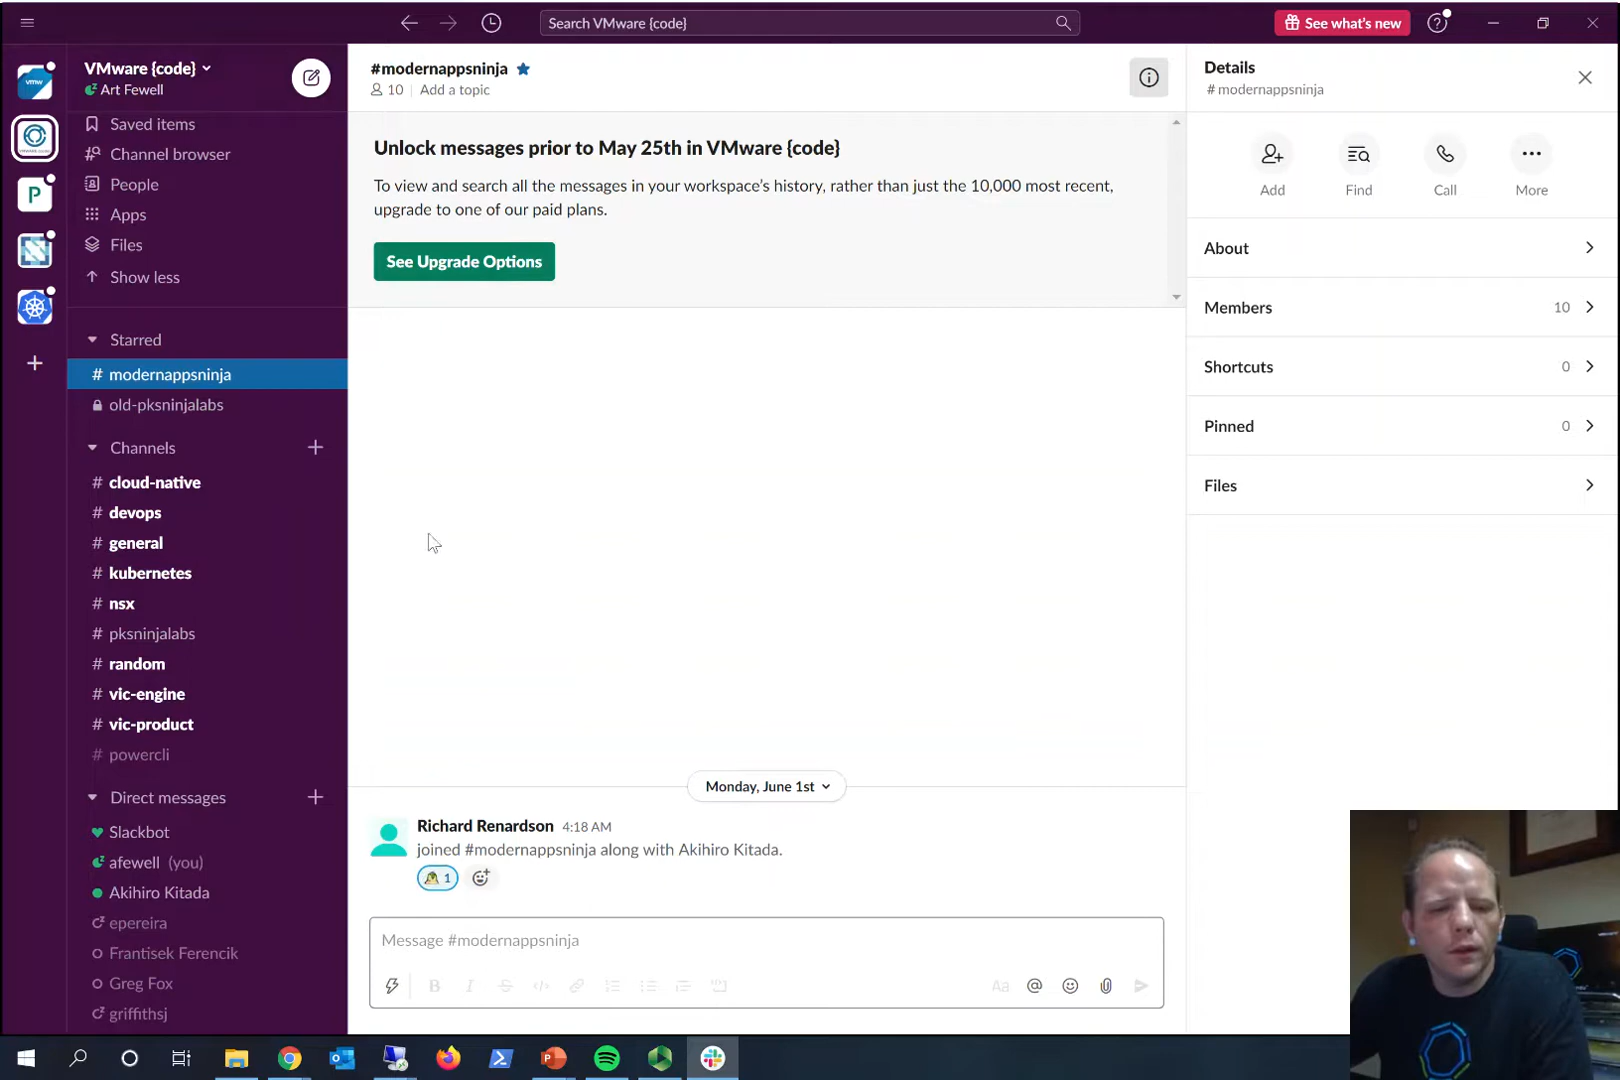 Search VMware {code}
See what's new
VMware {code}
Art Fewell
Saved items
Channel browser
People
Apps
Files
Show less
Starred
# modernappsninja
old-pksninjalabs
Channels
# cloud-native
# devops
# general
# kubernetes
# nsx
# pksninjalabs
# random
# vic-engine
# vic-product
# powercli
Direct messages
Slackbot
afewell (you)
Akihiro Kitada
epereira
Frantisek Ferencik
Greg Fox
griffithsj
vmw
P
#modernappsninja
10 | Add a topic
Unlock messages prior to May 25th in VMware {code}
To view and search all the messages in your workspace's history, rather than just the 10,000 most recent,
upgrade to one of our paid plans.
See Upgrade Options
Monday, June 1st
Richard Renardson 4:18 AM
joined #modernappsninja along with Akihiro Kitada.
1
Message #modernappsninja
B I S </> Aa @
Details
# modernappsninja
Add Find Call More
About
Members 10
Shortcuts 0
Pinned 0
Files